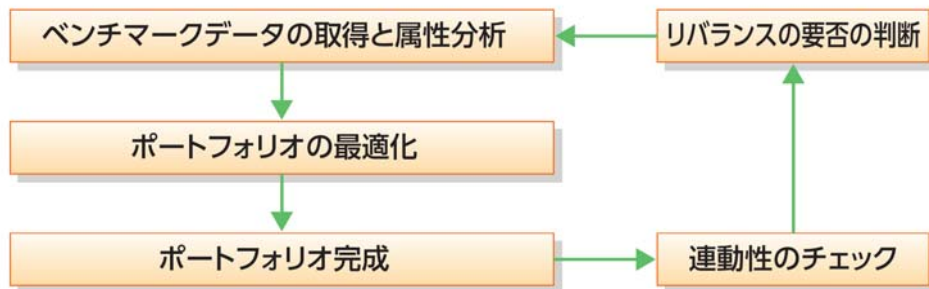 ベンチマークデータの取得と属性分析
リバランスの要否の判断
ポートフォリオの最適化
ポートフォリオ完成
連動性のチェック